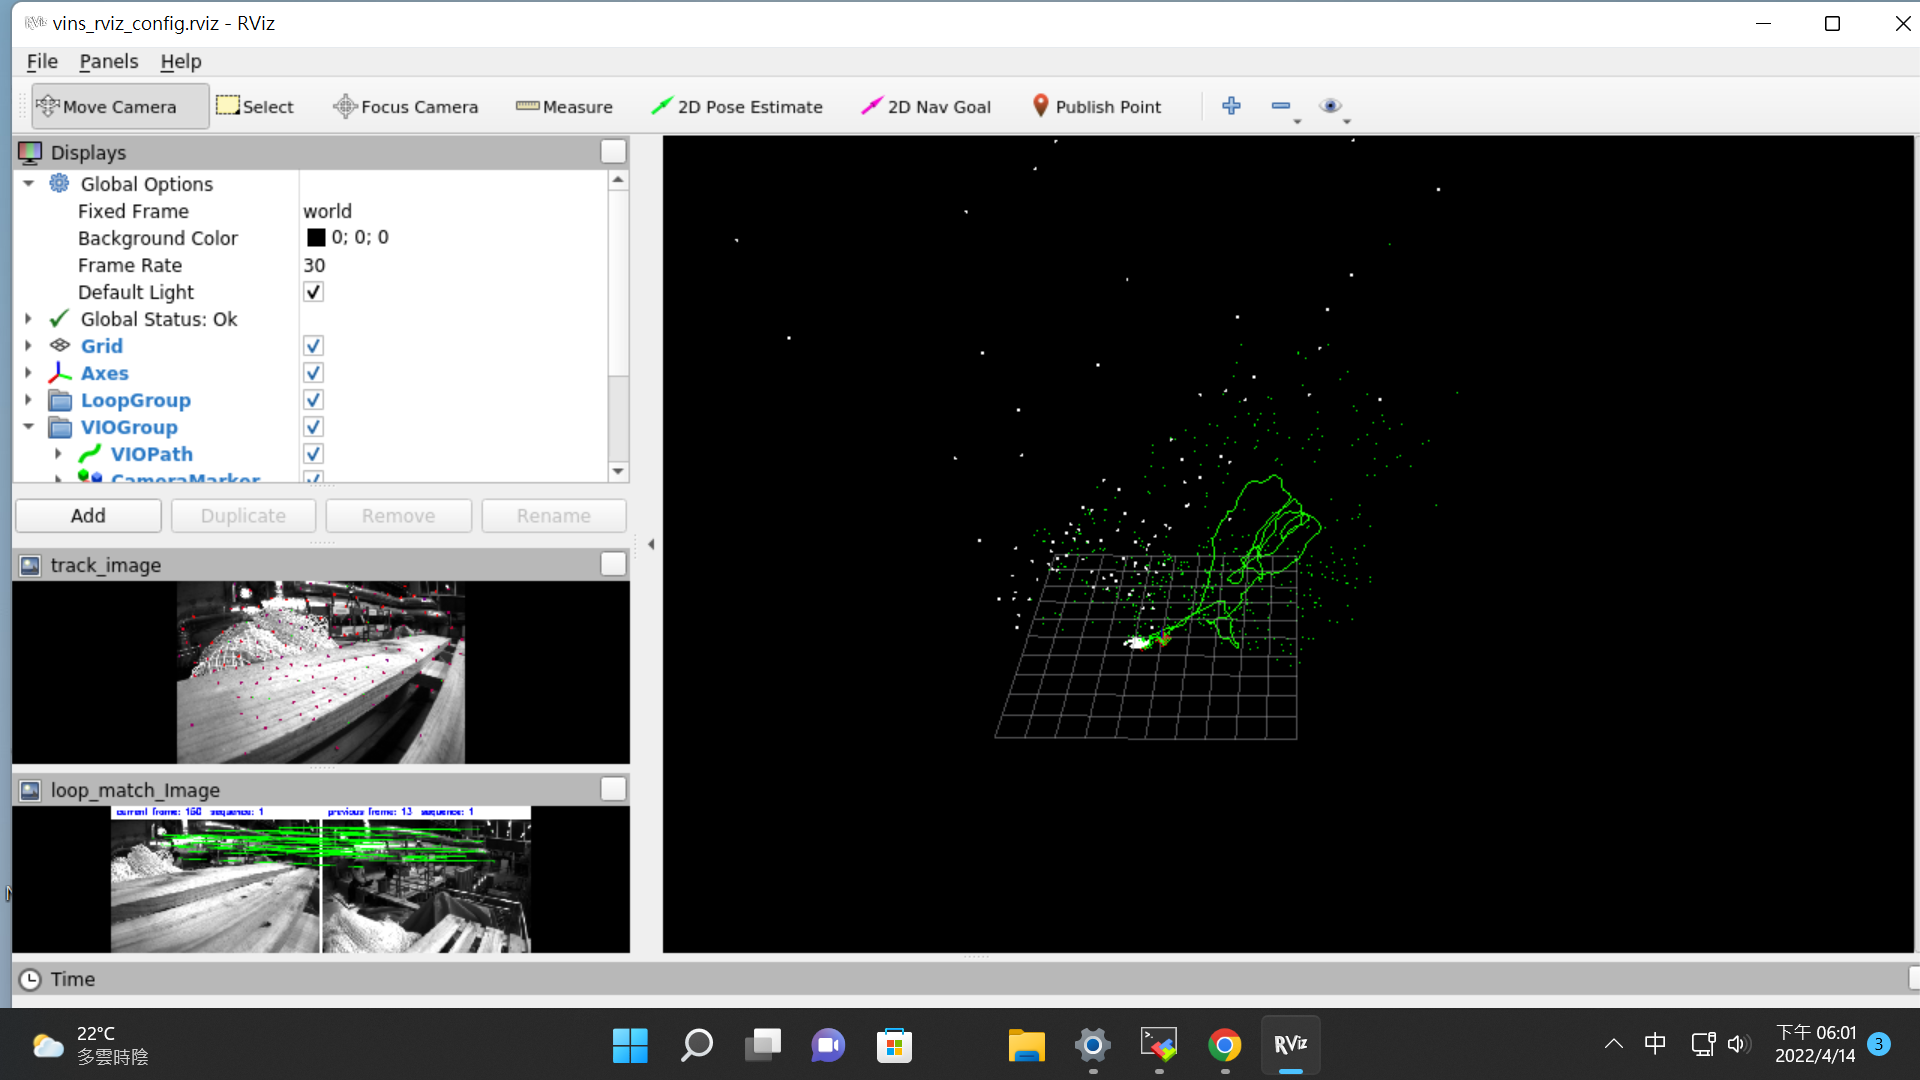 RViz vins_rviz_config.rviz - RViz
File Panels Help
Move Camera Select Focus Camera Measure 2D Pose Estimate 2D Nav Goal Publish Point
Displays
Global Options
Fixed Frame world
Background Color 0; 0; 0
Frame Rate 30
Default Light
Global Status: Ok
Grid
Axes
LoopGroup
VIOGroup
VIOPath
CameraMarker
Add Duplicate Remove Rename
track_image
loop_match_Image
current frame: 160 sequence: 1 previous frame: 13 sequence: 1
Time
22°C
多雲時陰
RViz
中
下午 06:01
2022/4/14
3